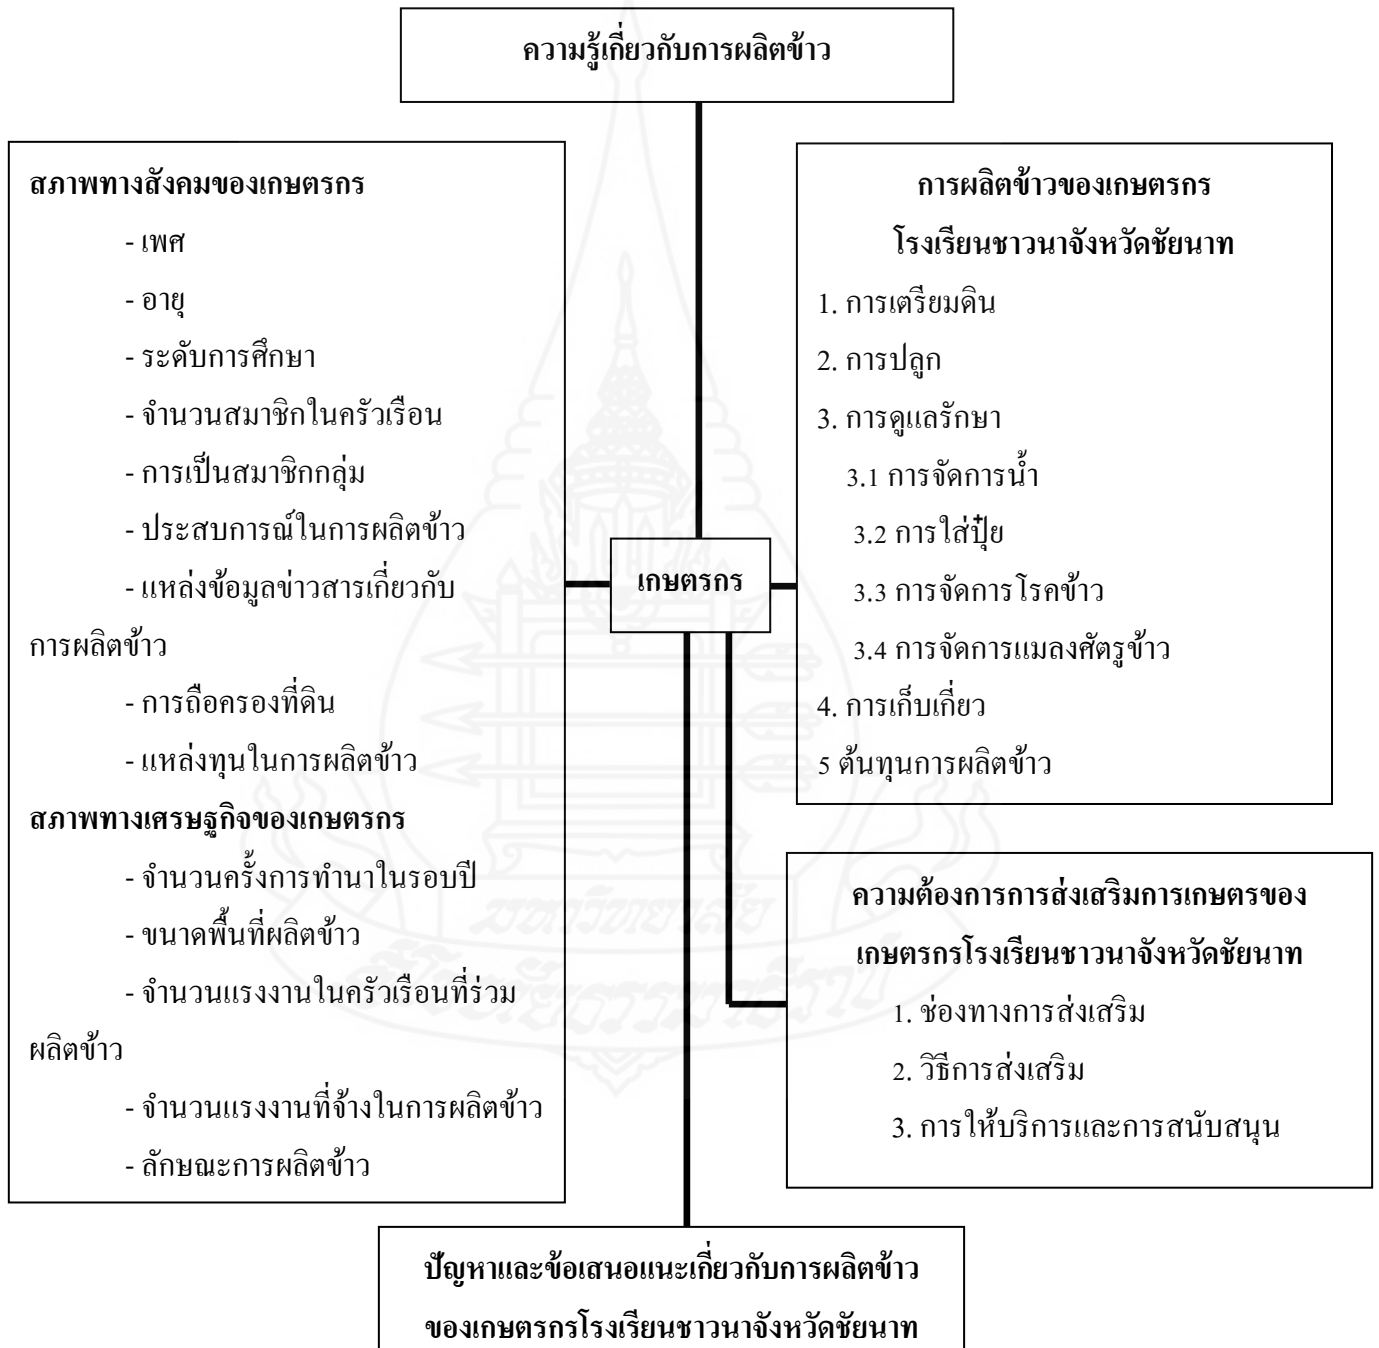 ความรู้เกี่ยวกับการผลิตข้าว
สภาพทางสังคมของเกษตรกร
- เพศ
- อายุ
- ระดับการศึกษา
- จำนวนสมาชิกในครัวเรือน
- การเป็นสมาชิกกลุ่ม
- ประสบการณ์ในการผลิตข้าว
- แหล่งข้อมูลข่าวสารเกี่ยวกับ
การผลิตข้าว
- การถือครองที่ดิน
- แหล่งทุนในการผลิตข้าว
สภาพทางเศรษฐกิจของเกษตรกร
- จำนวนครั้งการทำนาในรอบปี
- ขนาดพื้นที่ผลิตข้าว
- จำนวนแรงงานในครัวเรือนที่ร่วม
ผลิตข้าว
- จำนวนแรงงานที่จ้างในการผลิตข้าว
- ลักษณะการผลิตข้าว
เกษตรกร
การผลิตข้าวของเกษตรกร
โรงเรียนชาวนาจังหวัดชัยนาท
1. การเตรียมดิน
2. การปลูก
3. การดูแลรักษา
3.1 การจัดการน้ำ
3.2 การใส่ปุ๋ย
3.3 การจัดการโรคข้าว
3.4 การจัดการแมลงศัตรูข้าว
4. การเก็บเกี่ยว
5 ต้นทุนการผลิตข้าว
ความต้องการการส่งเสริมการเกษตรของ
เกษตรกรโรงเรียนชาวนาจังหวัดชัยนาท
1. ช่องทางการส่งเสริม
2. วิธีการส่งเสริม
3. การให้บริการและการสนับสนุน
ปัญหาและข้อเสนอแนะเกี่ยวกับการผลิตข้าว
ของเกษตรกรโรงเรียนชาวนาจังหวัดชัยนาท
มหาวิทยาลัย
สุโขทัยธรรมาธิราช